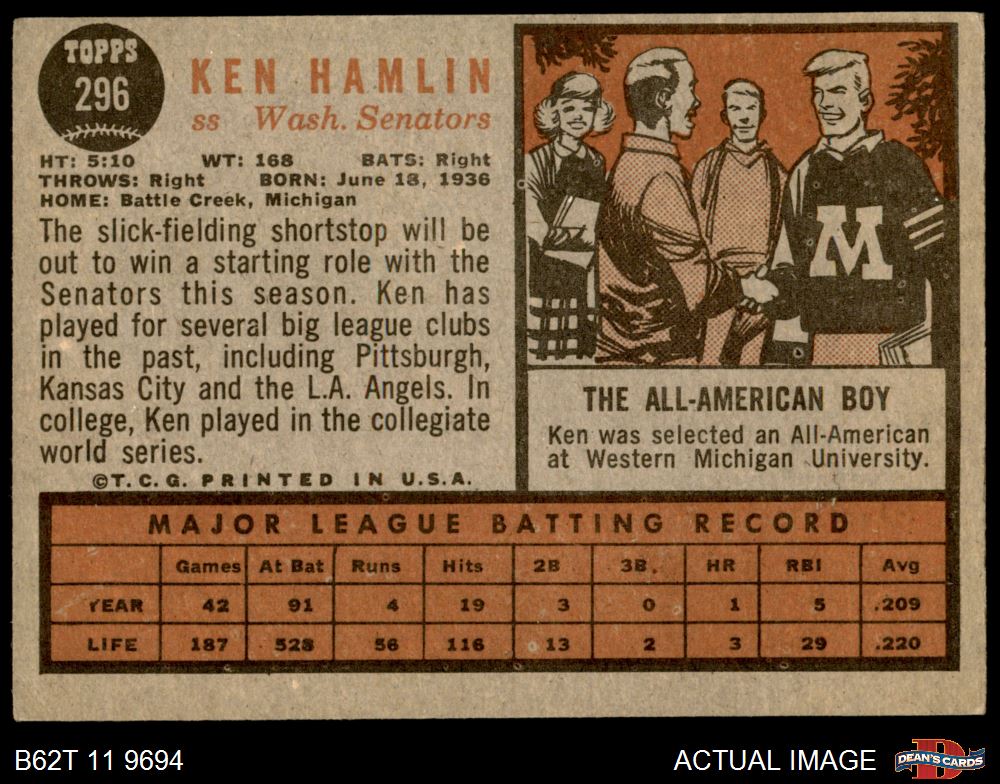 TOPPS
296
KEN HAMLIN
ss Wash. Senators
HT: 5:10 WT: 168 BATS: Right
THROWS: Right BORN: June 18, 1936
HOME: Battle Creek, Michigan
The slick-fielding shortstop will be
out to win a starting role with the
Senators this season. Ken has
played for several big league clubs
in the past, including Pittsburgh,
Kansas City and the L.A. Angels. In
college, Ken played in the collegiate
world series.
©T.C.G. PRINTED IN U.S.A.
M
THE ALL-AMERICAN BOY
Ken was selected an All-American
at Western Michigan University.
MAJOR LEAGUE BATTING RECORD
Games At Bat Runs Hits 2B 3B. HR RBI Avg
YEAR 42 91 4 19 3 0 1 5 .209
LIFE 187 528 56 116 13 2 3 29 .220
B62T 11 9694
ACTUAL IMAGE
DEAN'S CARDS